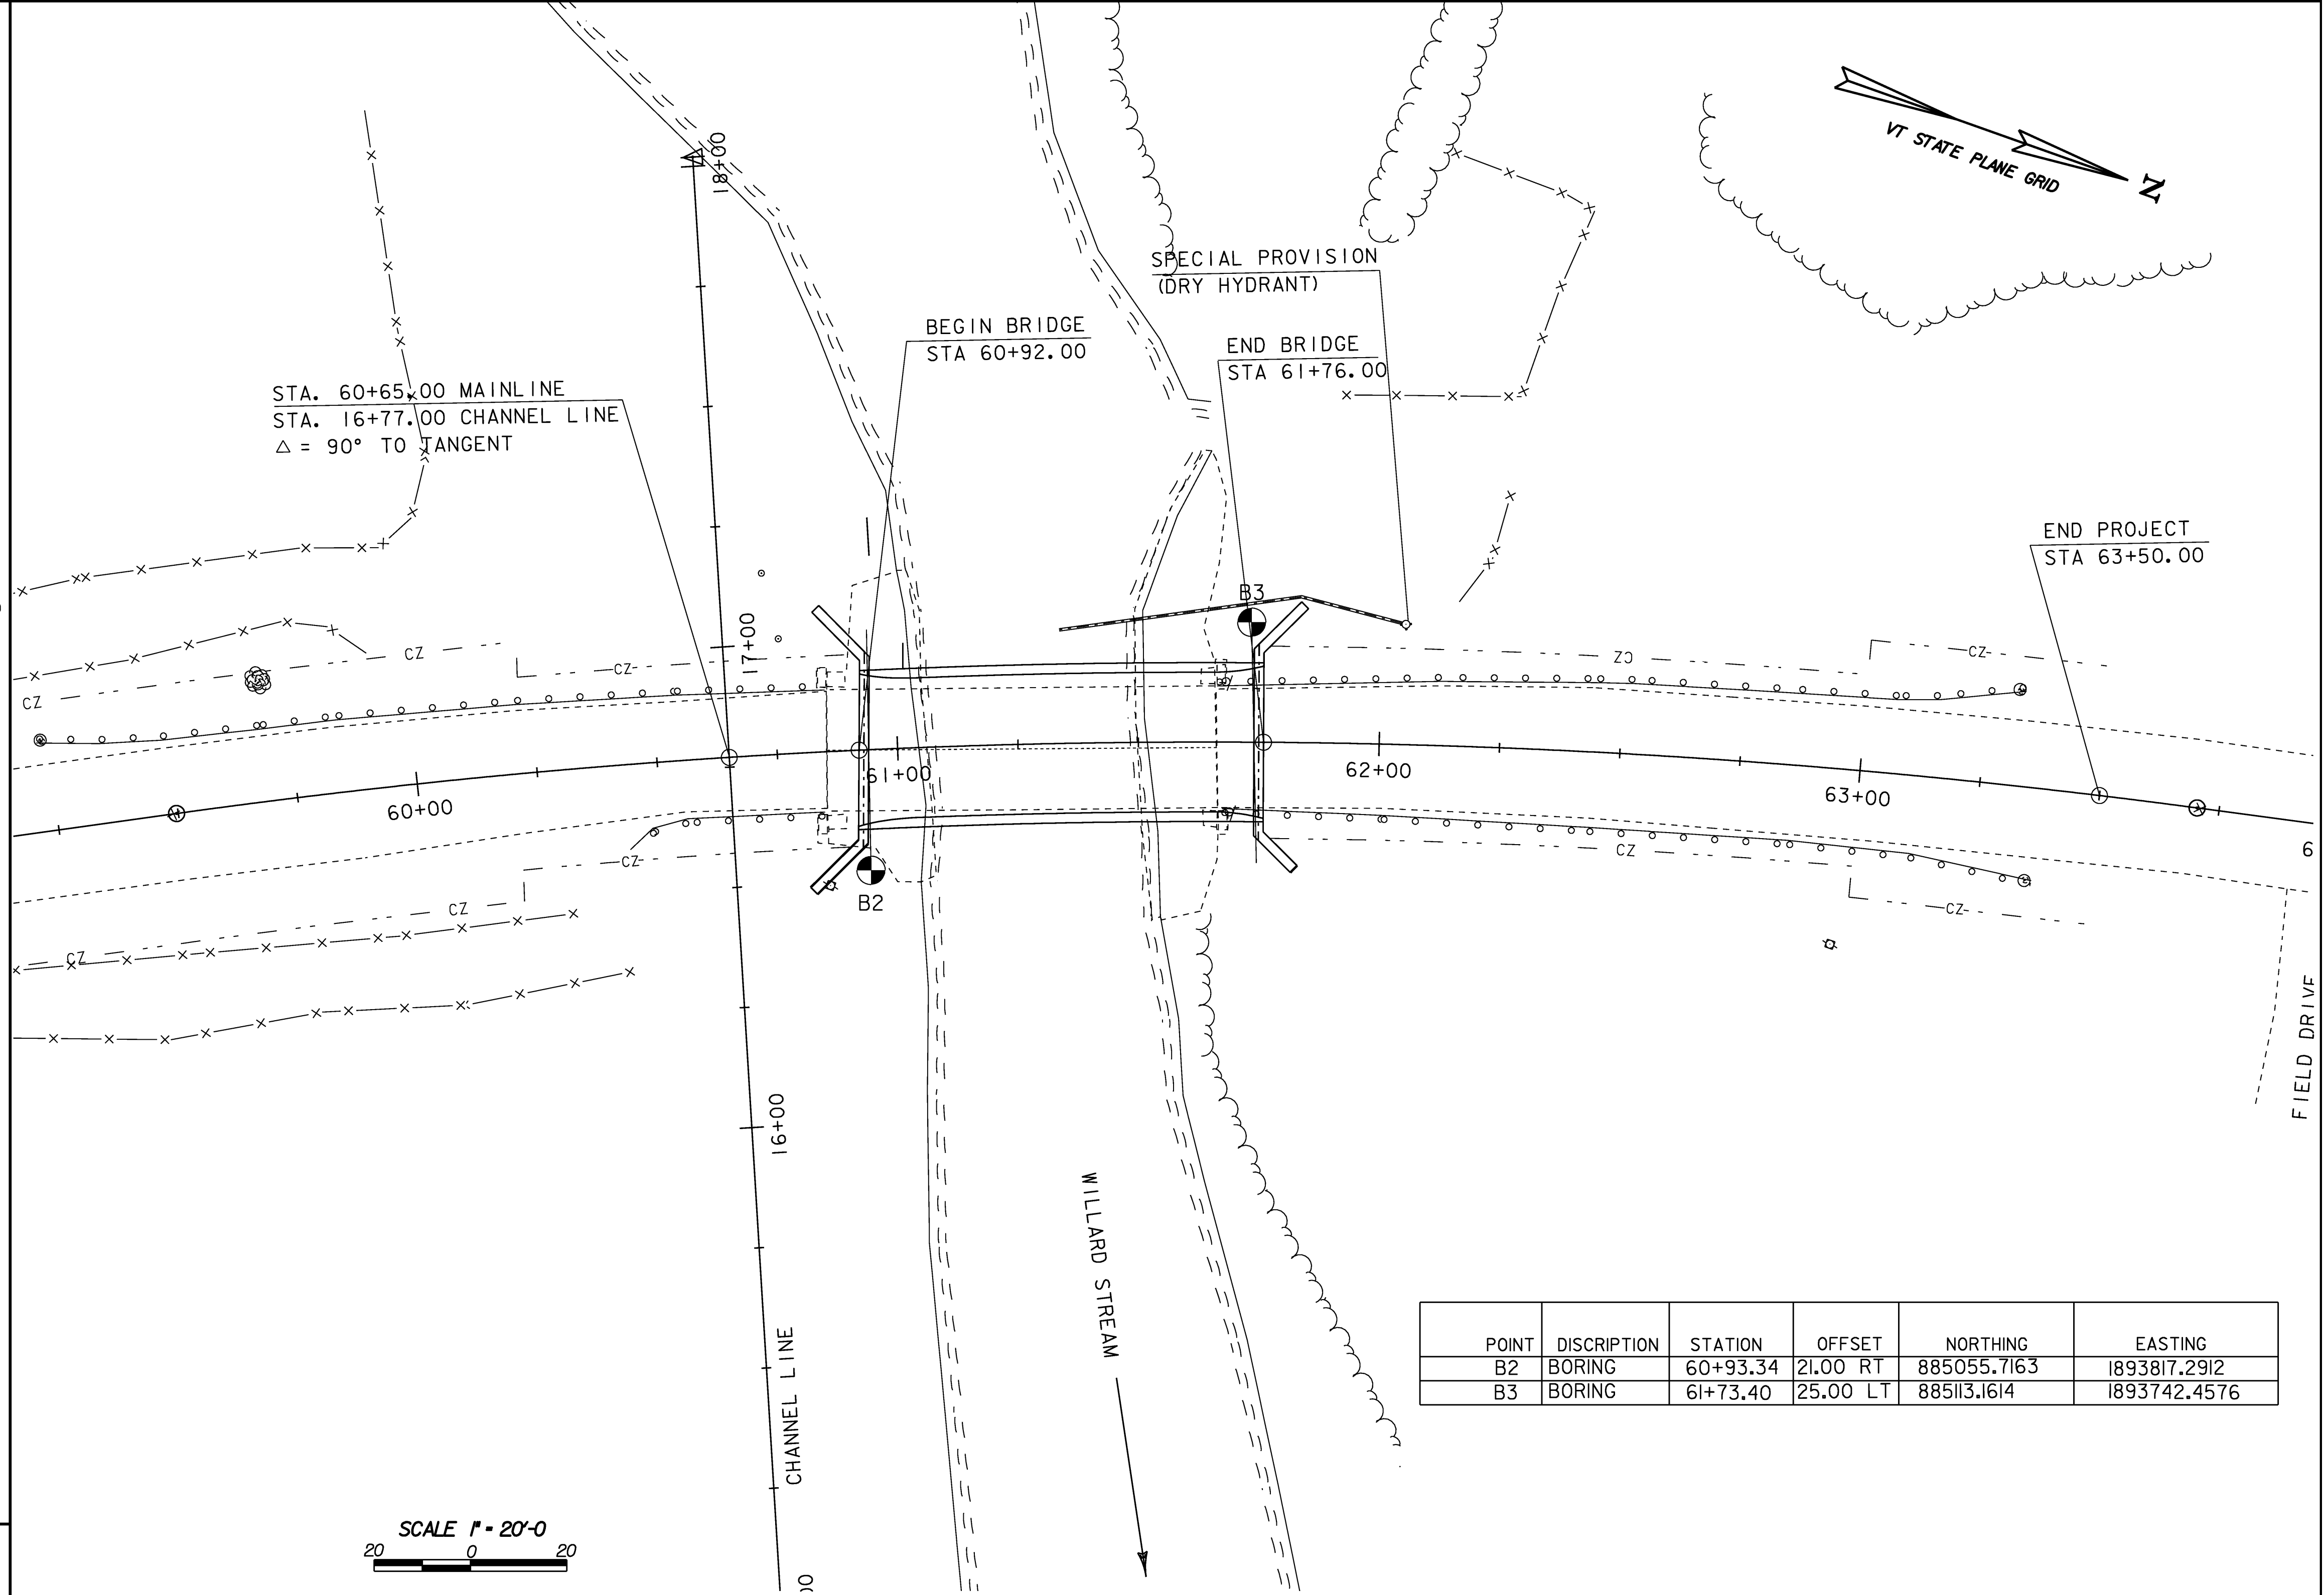 VT STATE PLANE GRID
N
18+00
SPECIAL PROVISION
(DRY HYDRANT)
BEGIN BRIDGE
STA 60+92.00
END BRIDGE
STA 61+76.00
STA. 60+65.00 MAINLINE
STA. 16+77.00 CHANNEL LINE
△ = 90° TO TANGENT
END PROJECT
STA 63+50.00
B3
17+00
CZ
CZ
CZ
CZ
CZ
60+00
61+00
62+00
63+00
6
CZ
CZ
CZ
CZ
CZ
B2
FIELD DRIVE
16+00
WILLARD STREAM
CHANNEL LINE
POINT DISCRIPTION STATION OFFSET NORTHING EASTING
B2 BORING 60+93.34 21.00 RT 885055.7163 1893817.2912
B3 BORING 61+73.40 25.00 LT 885113.1614 1893742.4576
SCALE 1" = 20'-0
20 0 20
00